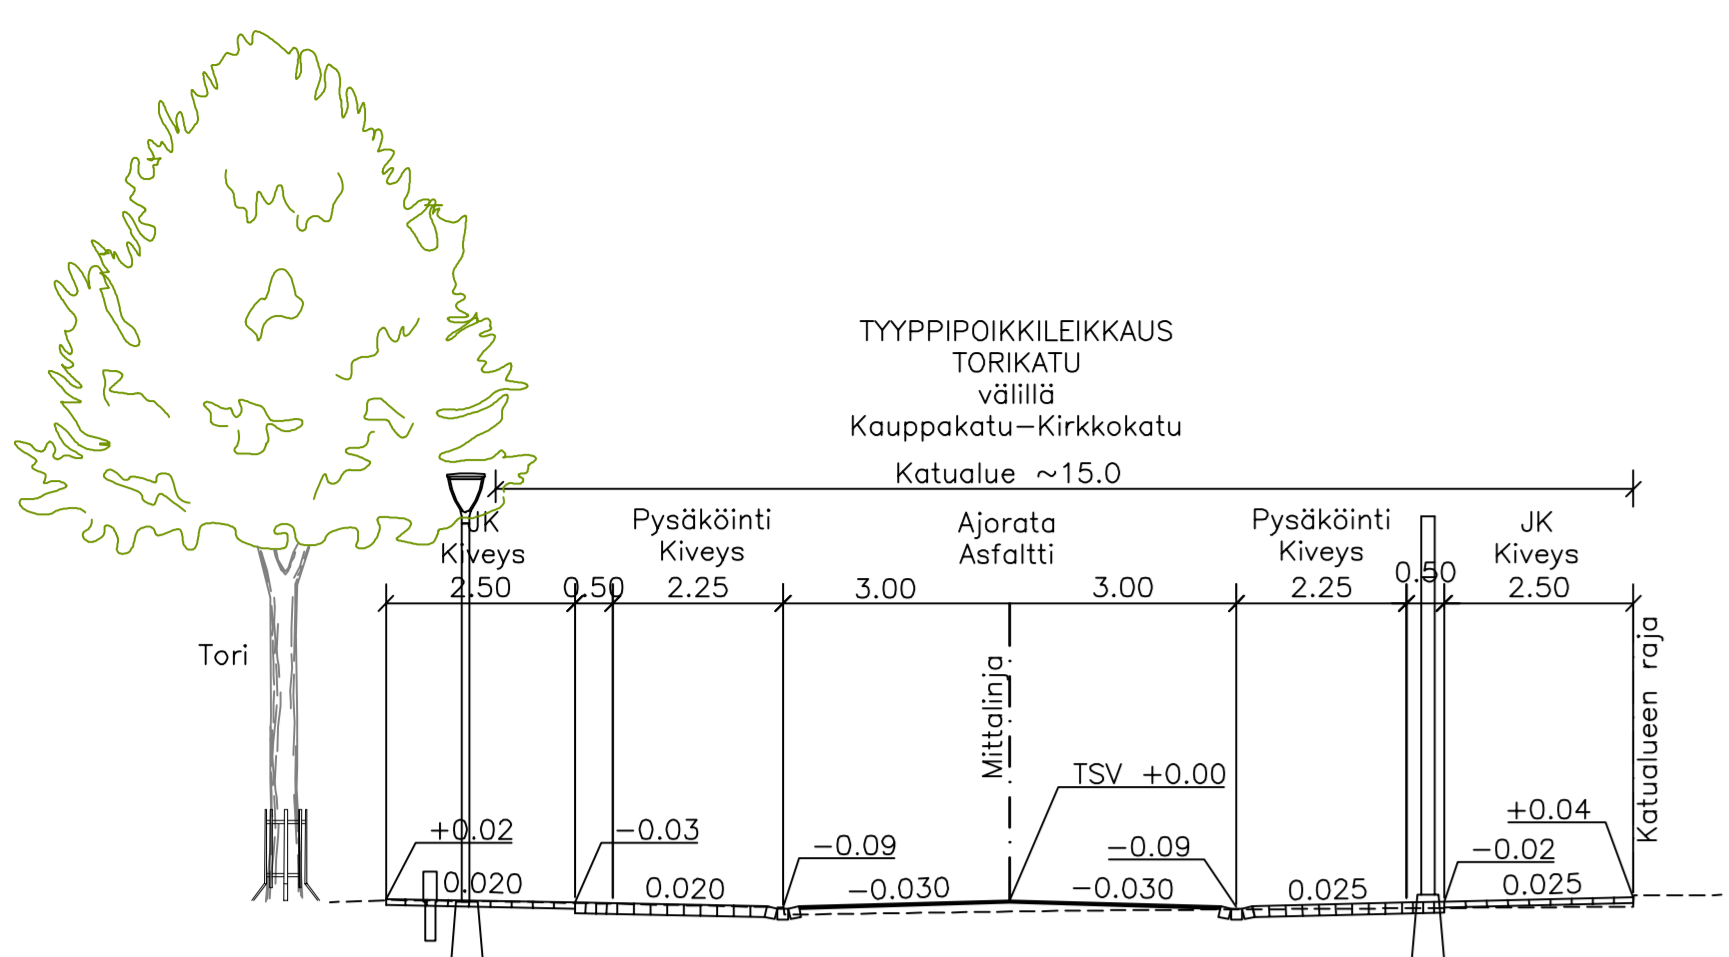 TYYPPIPOIKKILEIKKAUS
TORIKATU
välillä
Kauppakatu-Kirkkokatu
Katualue ~15.0
JK
Kiveys
2.50
0.50
Pysäköinti
Kiveys
2.25
Ajorata
Asfaltti
3.00
3.00
Pysäköinti
Kiveys
2.25
0.50
JK
Kiveys
2.50
Tori
Mittalinja
Katualueen raja
TSV +0.00
+0.02
-0.03
-0.09
-0.09
-0.02
+0.04
0.020
0.020
-0.030
-0.030
0.025
0.025